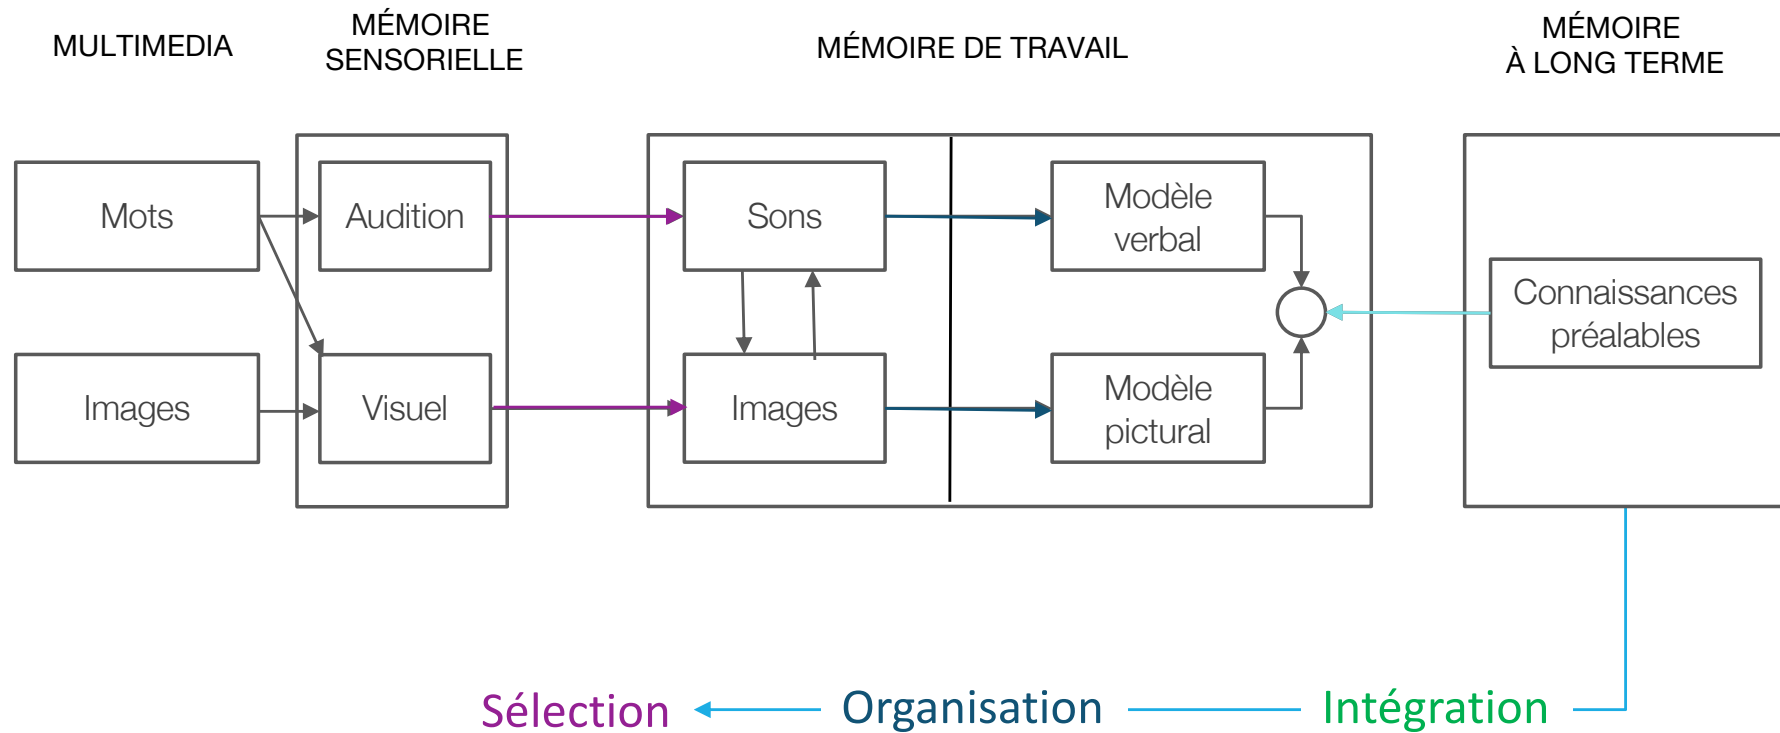 MULTIMEDIA
MÉMOIRE
SENSORIELLE
MÉMOIRE DE TRAVAIL
MÉMOIRE
À LONG TERME
Mots
Audition
Sons
Modèle
verbal
Connaissances
préalables
Images
Visuel
Images
Modèle
pictural
Sélection
Organisation
Intégration